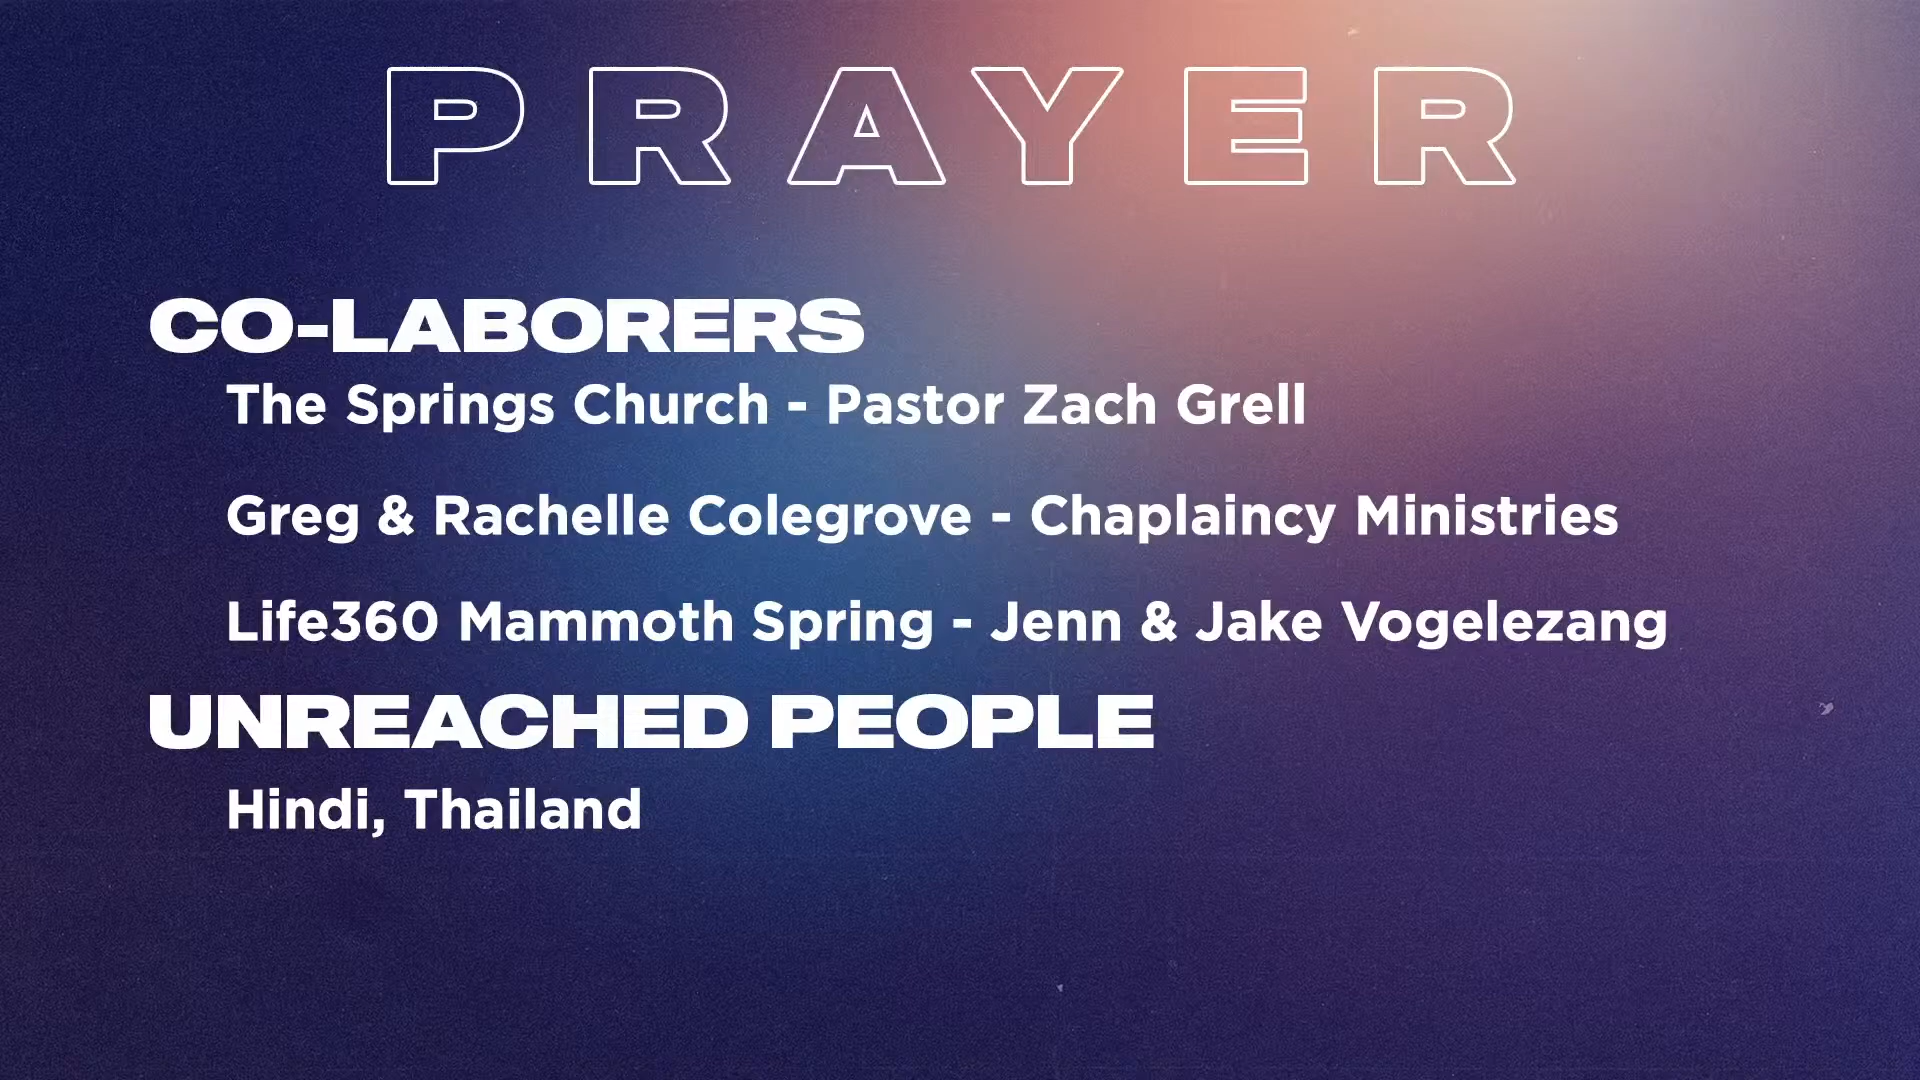 PRAYER
CO-LABORERS
The Springs Church - Pastor Zach Grell
Greg & Rachelle Colegrove - Chaplaincy Ministries
Life360 Mammoth Spring - Jenn & Jake Vogelezang
UNREACHED PEOPLE
Hindi, Thailand